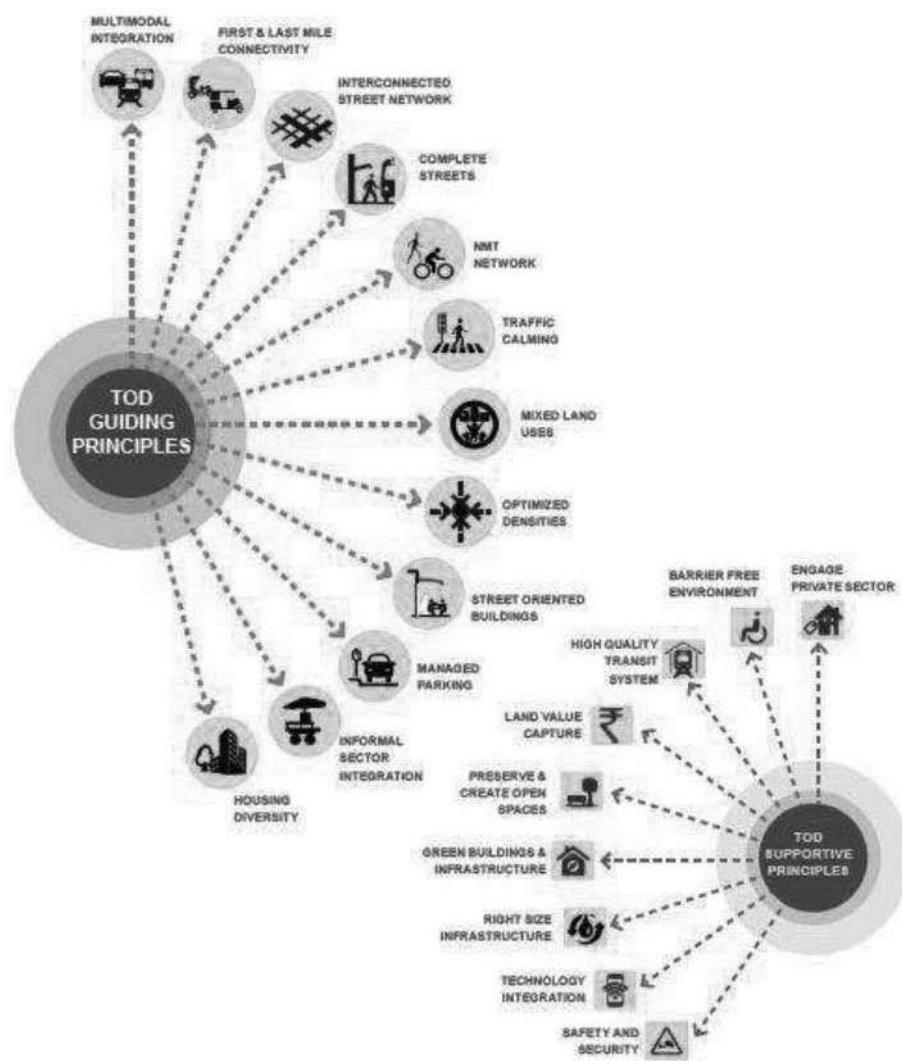 MULTIMODAL
INTEGRATION
FIRST & LAST MILE
CONNECTIVITY
INTERCONNECTED
STREET NETWORK
COMPLETE
STREETS
NMT
NETWORK
TRAFFIC
CALMING
TOD
GUIDING
PRINCIPLES
MIXED LAND
USES
OPTIMIZED
DENSITIES
STREET ORIENTED
BUILDINGS
MANAGED
PARKING
INFORMAL
SECTOR
INTEGRATION
HOUSING
DIVERSITY
ENGAGE
PRIVATE SECTOR
BARRIER FREE
ENVIRONMENT
HIGH QUALITY
TRANSIT
SYSTEM
LAND VALUE
CAPTURE
₹
PRESERVE &
CREATE OPEN
SPACES
GREEN BUILDINGS &
INFRASTRUCTURE
TOD
SUPPORTIVE
PRINCIPLES
RIGHT SIZE
INFRASTRUCTURE
TECHNOLOGY
INTEGRATION
SAFETY AND
SECURITY